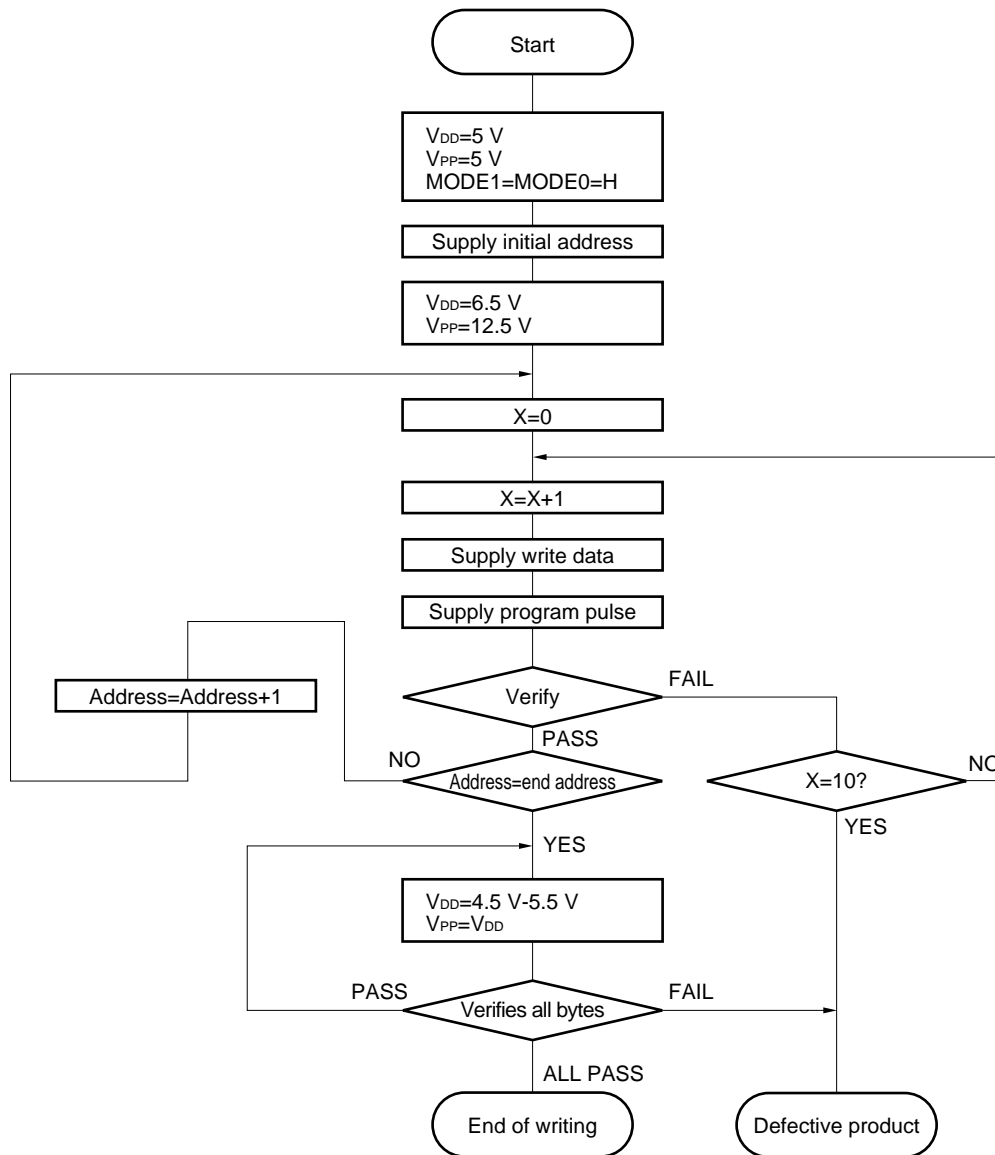 Start
VDD=5 V
VPP=5 V
MODE1=MODE0=H
Supply initial address
VDD=6.5 V
VPP=12.5 V
X=0
X=X+1
Supply write data
Supply program pulse
Address=Address+1
Verify
FAIL
PASS
NO
Address=end address
X=10?
NO
YES
YES
VDD=4.5 V-5.5 V
VPP=VDD
PASS
Verifies all bytes
FAIL
ALL PASS
End of writing
Defective product